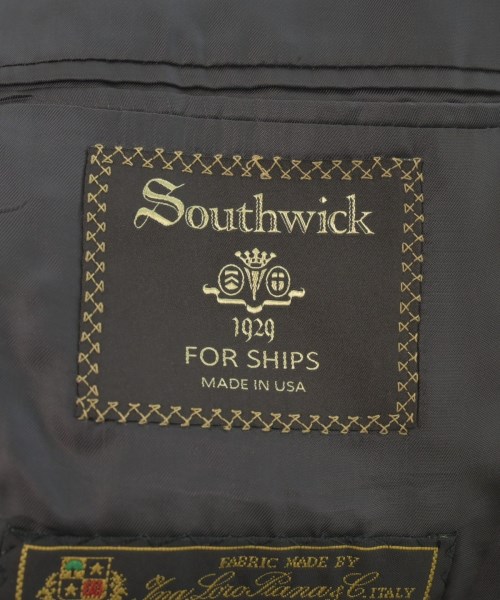 Southwick
1929
FOR SHIPS
MADE IN USA
FABRIC MADE BY
Ing. Loro Piana & C. ITALY